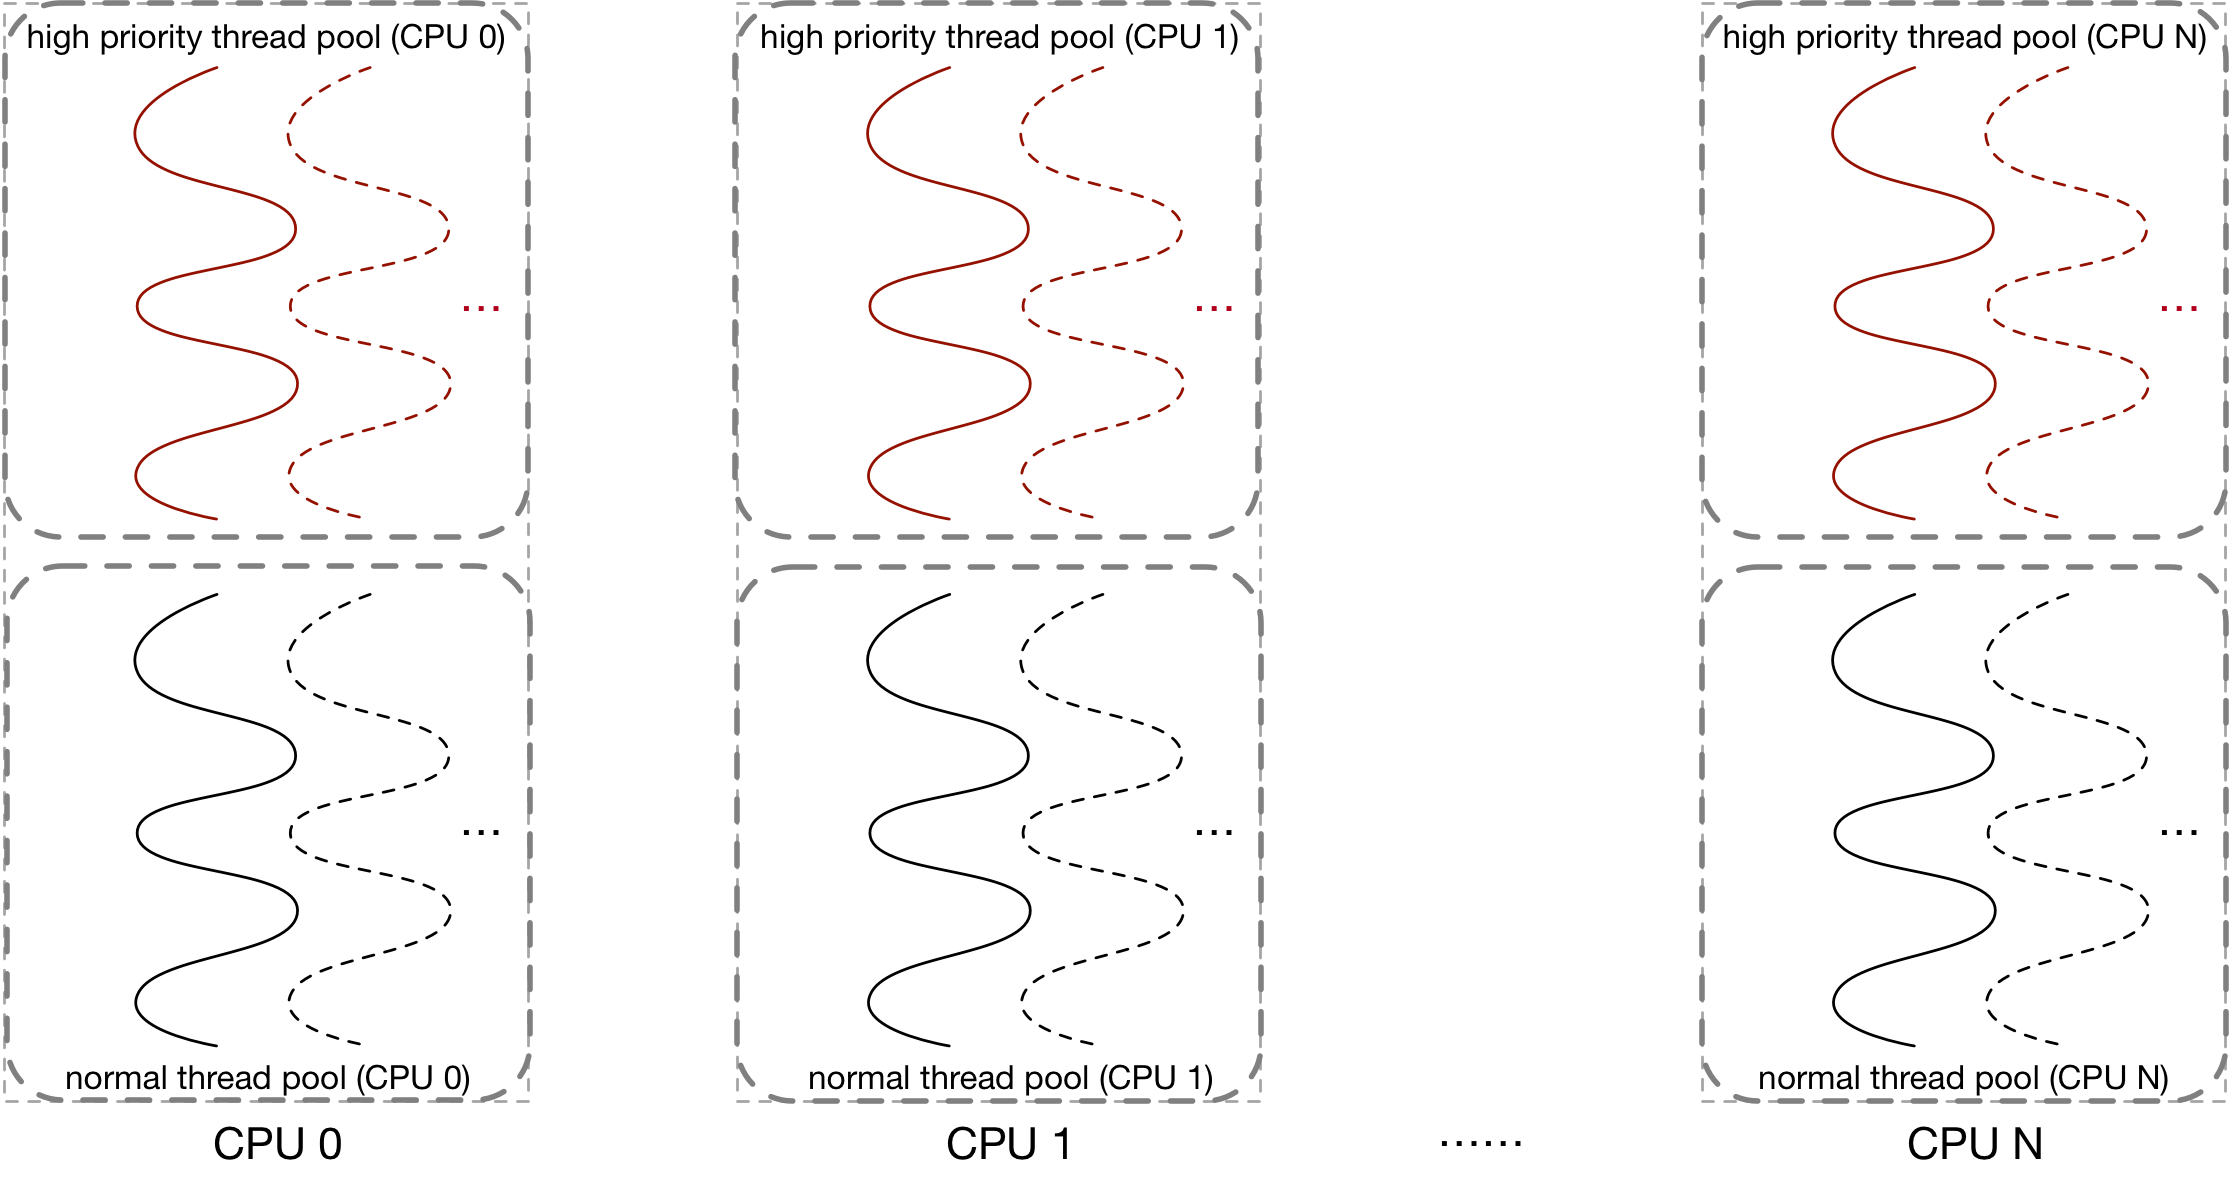 high priority thread pool (CPU 0)
high priority thread pool (CPU 1)
high priority thread pool (CPU N)
...
...
...
...
...
...
normal thread pool (CPU 0)
normal thread pool (CPU 1)
normal thread pool (CPU N)
CPU 0
CPU 1
......
CPU N